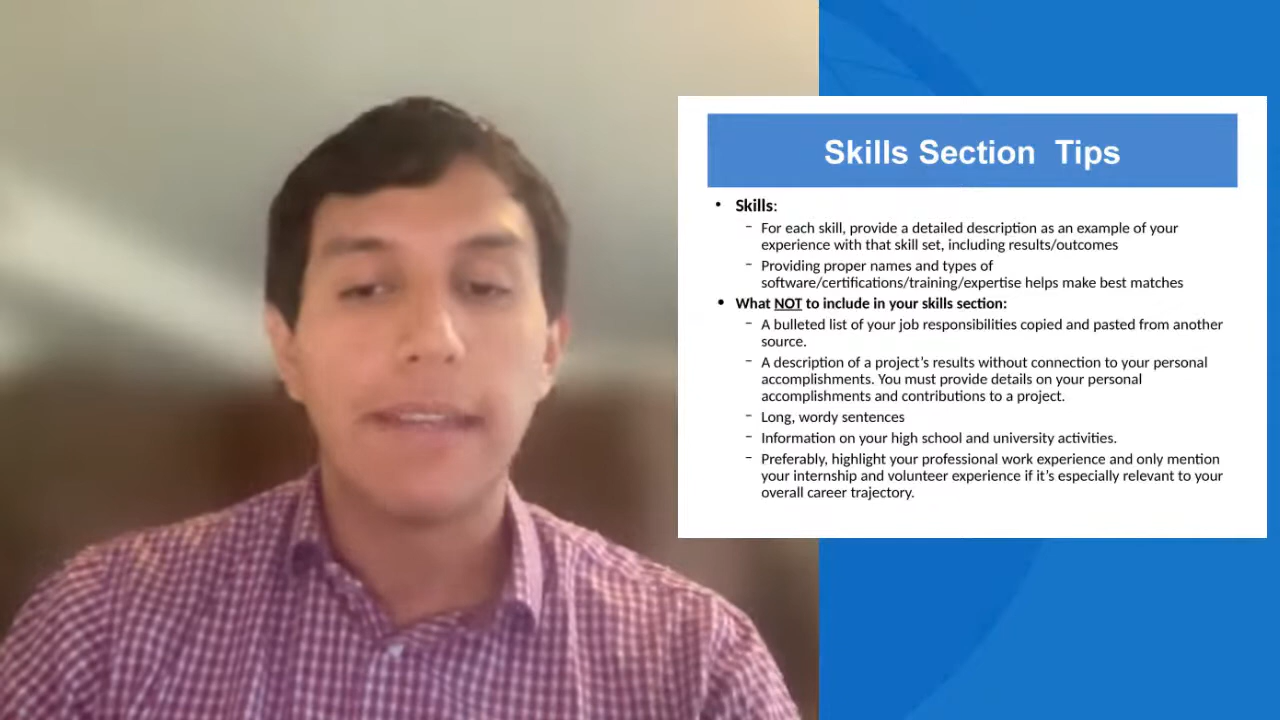 Skills Section Tips
• Skills:
– For each skill, provide a detailed description as an example of your
experience with that skill set, including results/outcomes
– Providing proper names and types of
software/certifications/training/expertise helps make best matches
• What NOT to include in your skills section:
– A bulleted list of your job responsibilities copied and pasted from another
source.
– A description of a project's results without connection to your personal
accomplishments. You must provide details on your personal
accomplishments and contributions to a project.
– Long, wordy sentences
– Information on your high school and university activities.
– Preferably, highlight your professional work experience and only mention
your internship and volunteer experience if it's especially relevant to your
overall career trajectory.